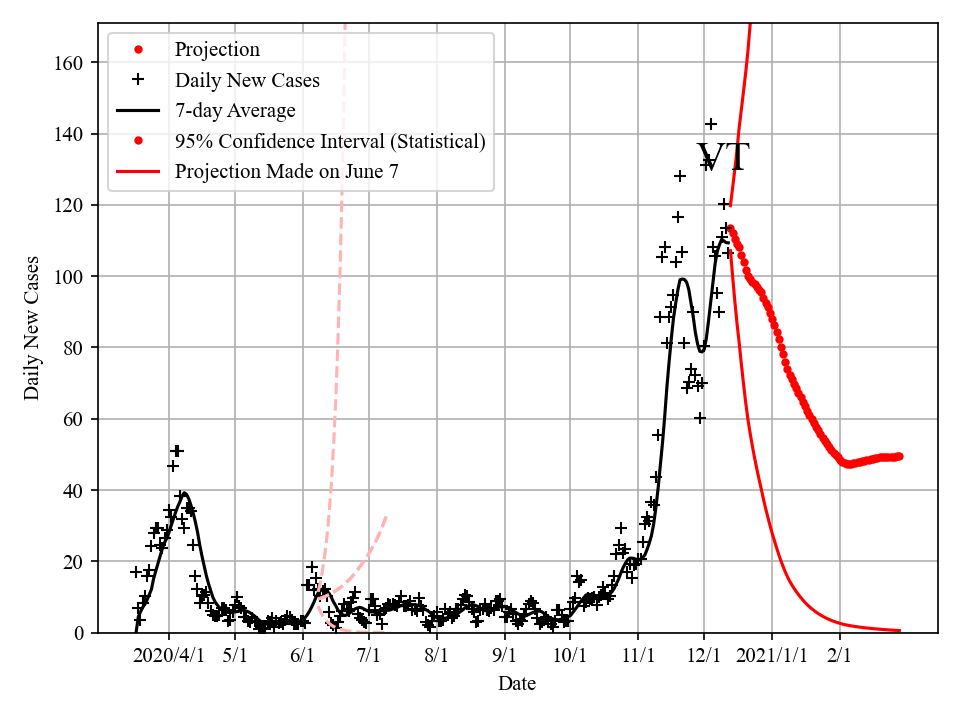 160
140
120
100
80
60
40
20
0
Daily New Cases
Projection
Daily New Cases
7-day Average
95% Confidence Interval (Statistical)
Projection Made on June 7
VT
2020/4/1 5/1 6/1 7/1 8/1 9/1 10/1 11/1 12/1 2021/1/1 2/1
Date